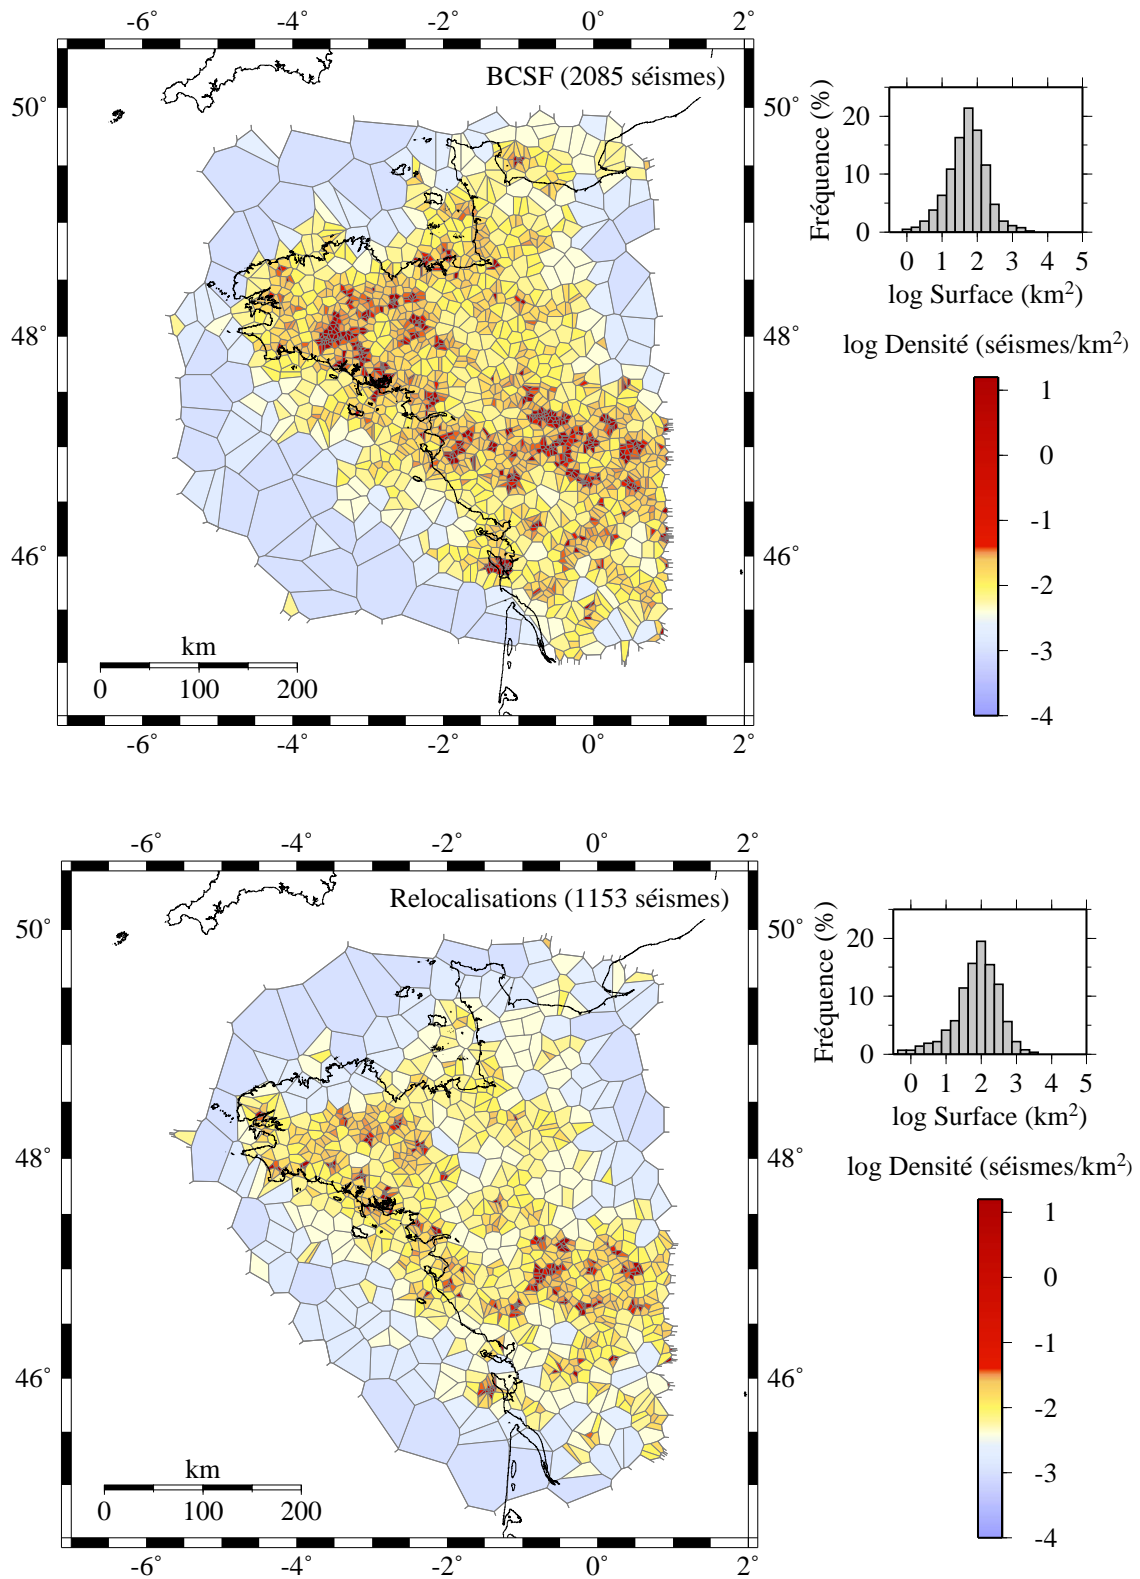 -6° -4° -2° 0° 2°
BCSF (2085 séismes)
50° 50°
48° 48°
46° 46°
km
0 100 200
-6° -4° -2° 0° 2°
Fréquence (%)
20
10
0
0 1 2 3 4 5
log Surface (km²)
log Densité (séismes/km²)
1
0
-1
-2
-3
-4
-6° -4° -2° 0° 2°
Relocalisations (1153 séismes)
50° 50°
48° 48°
46° 46°
km
0 100 200
-6° -4° -2° 0° 2°
Fréquence (%)
20
10
0
0 1 2 3 4 5
log Surface (km²)
log Densité (séismes/km²)
1
0
-1
-2
-3
-4